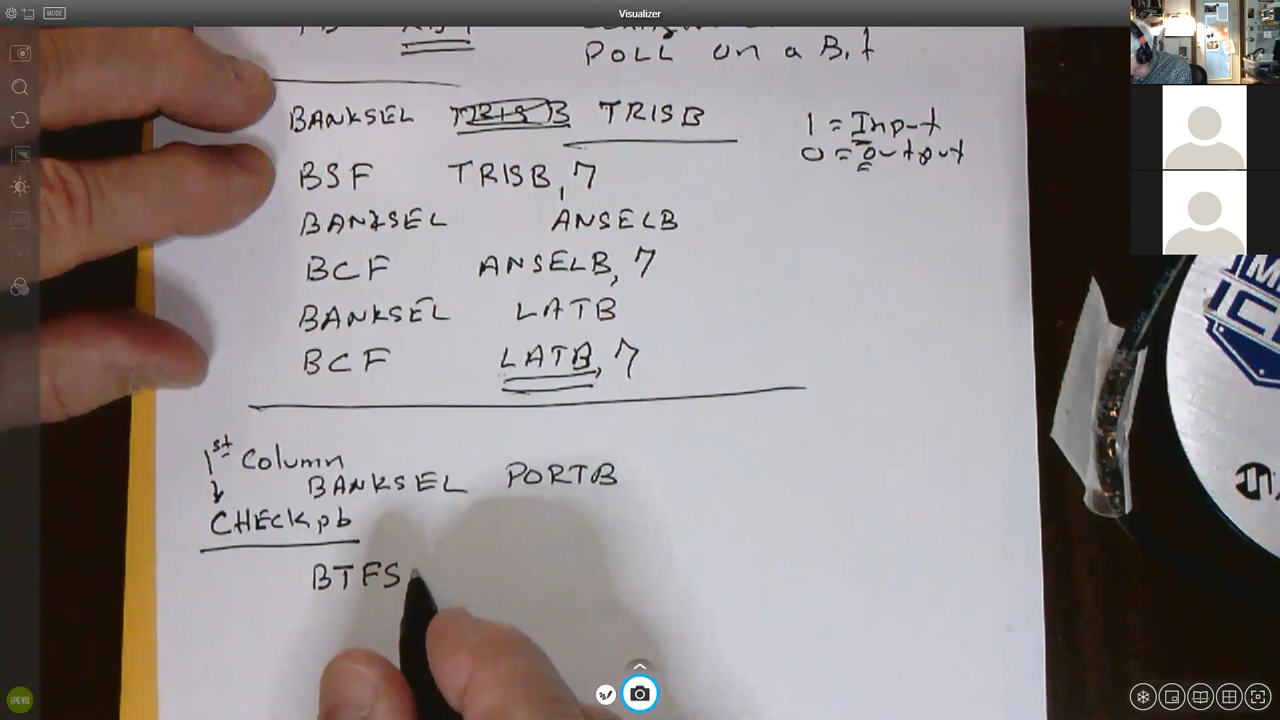 Visualizer
MODE
POLL on a Bit
BANKSEL TRISB TRISB
1 = Input
0 = output
BSF TRISB, 7
BANKSEL ANSELB
BCF ANSELB, 7
BANKSEL LATB
BCF LATB, 7
1st Column
BANKSEL PORTB
CHECKpb
BTFS